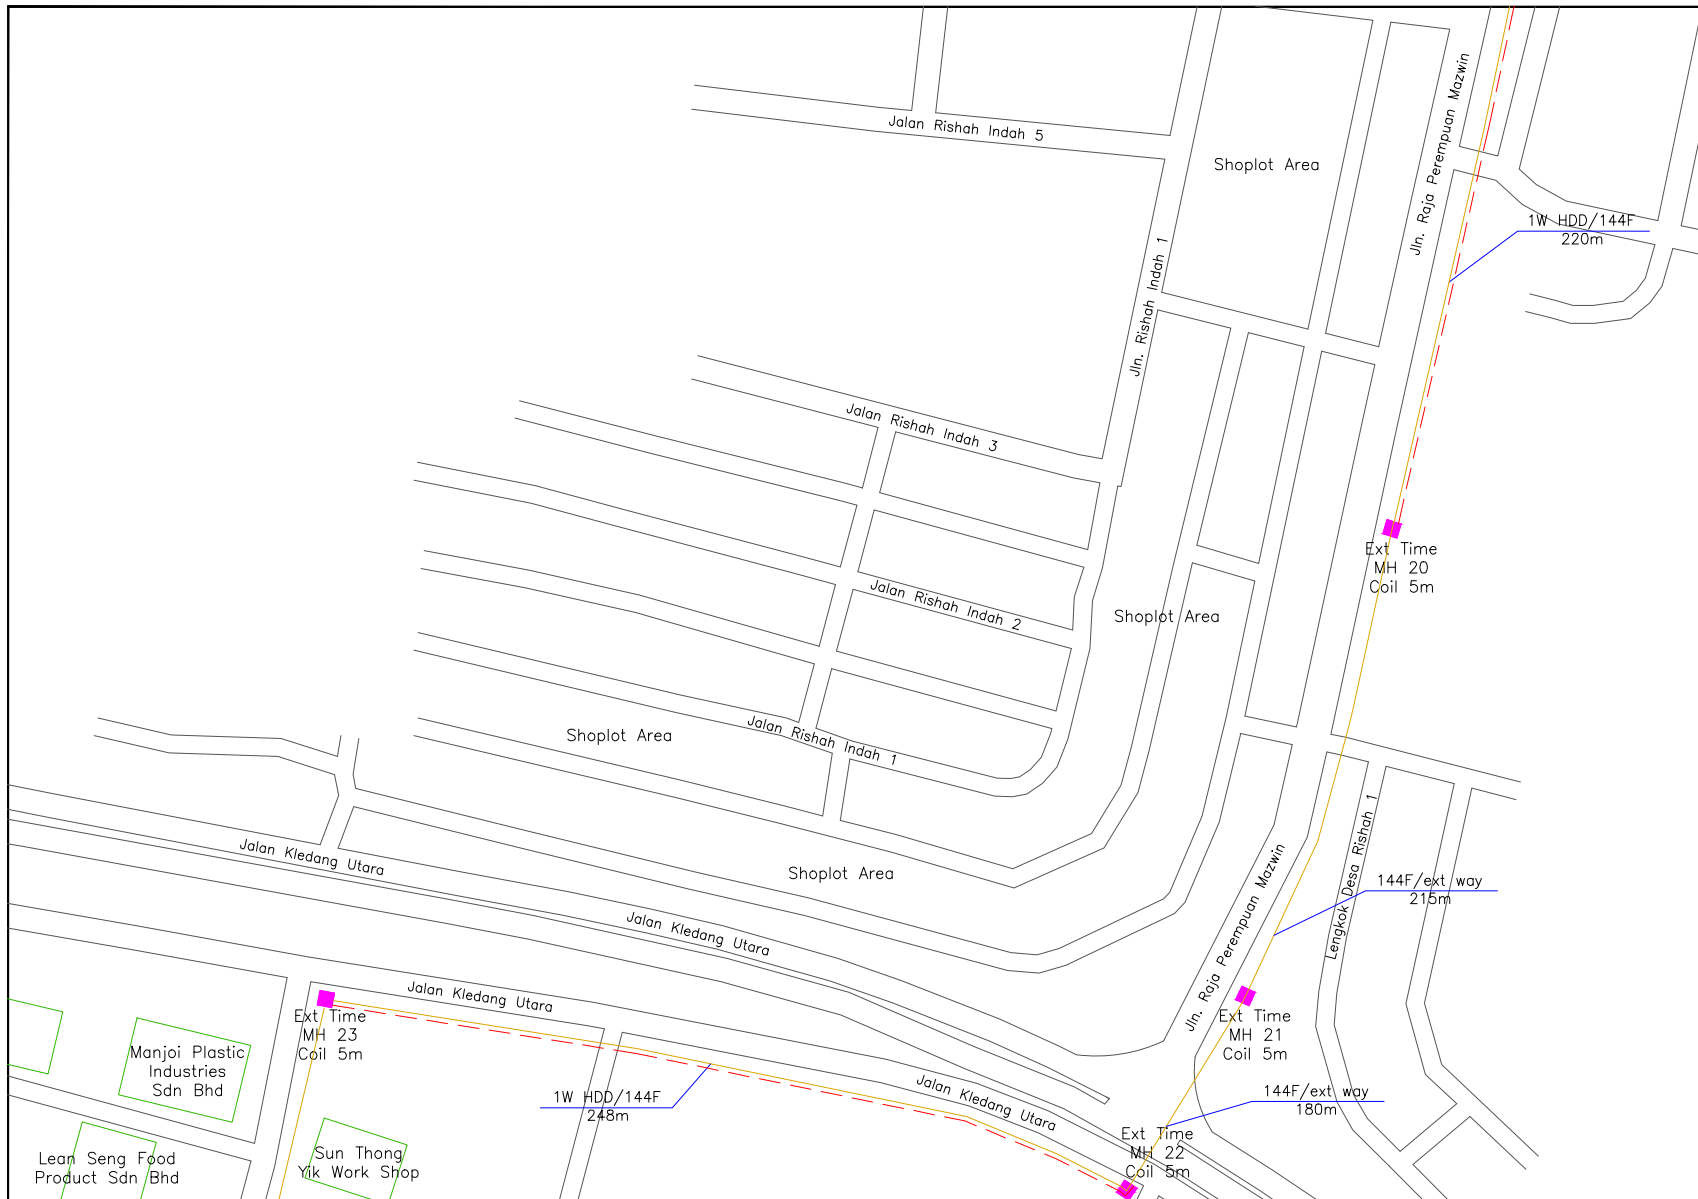 Jalan Rishah Indah 5
Shoplot Area
Jln. Raja Perempuan Mazwin
1W HDD/144F
220m
Jln. Rishah Indah 1
Jalan Rishah Indah 3
Ext Time
MH 20
Coil 5m
Jalan Rishah Indah 2
Shoplot Area
Shoplot Area
Jalan Rishah Indah 1
Jalan Kledang Utara
Shoplot Area
Jln. Raja Perempuan Mazwin
Lengkok Desa Rishah 1
144F/ext way
215m
Jalan Kledang Utara
Jalan Kledang Utara
Ext Time
MH 23
Coil 5m
Ext Time
MH 21
Coil 5m
Manjoi Plastic
Industries
Sdn Bhd
1W HDD/144F
248m
Jalan Kledang Utara
144F/ext way
180m
Ext Time
MH 22
Coil 5m
Lean Seng Food
Product Sdn Bhd
Sun Thong
Yik Work Shop